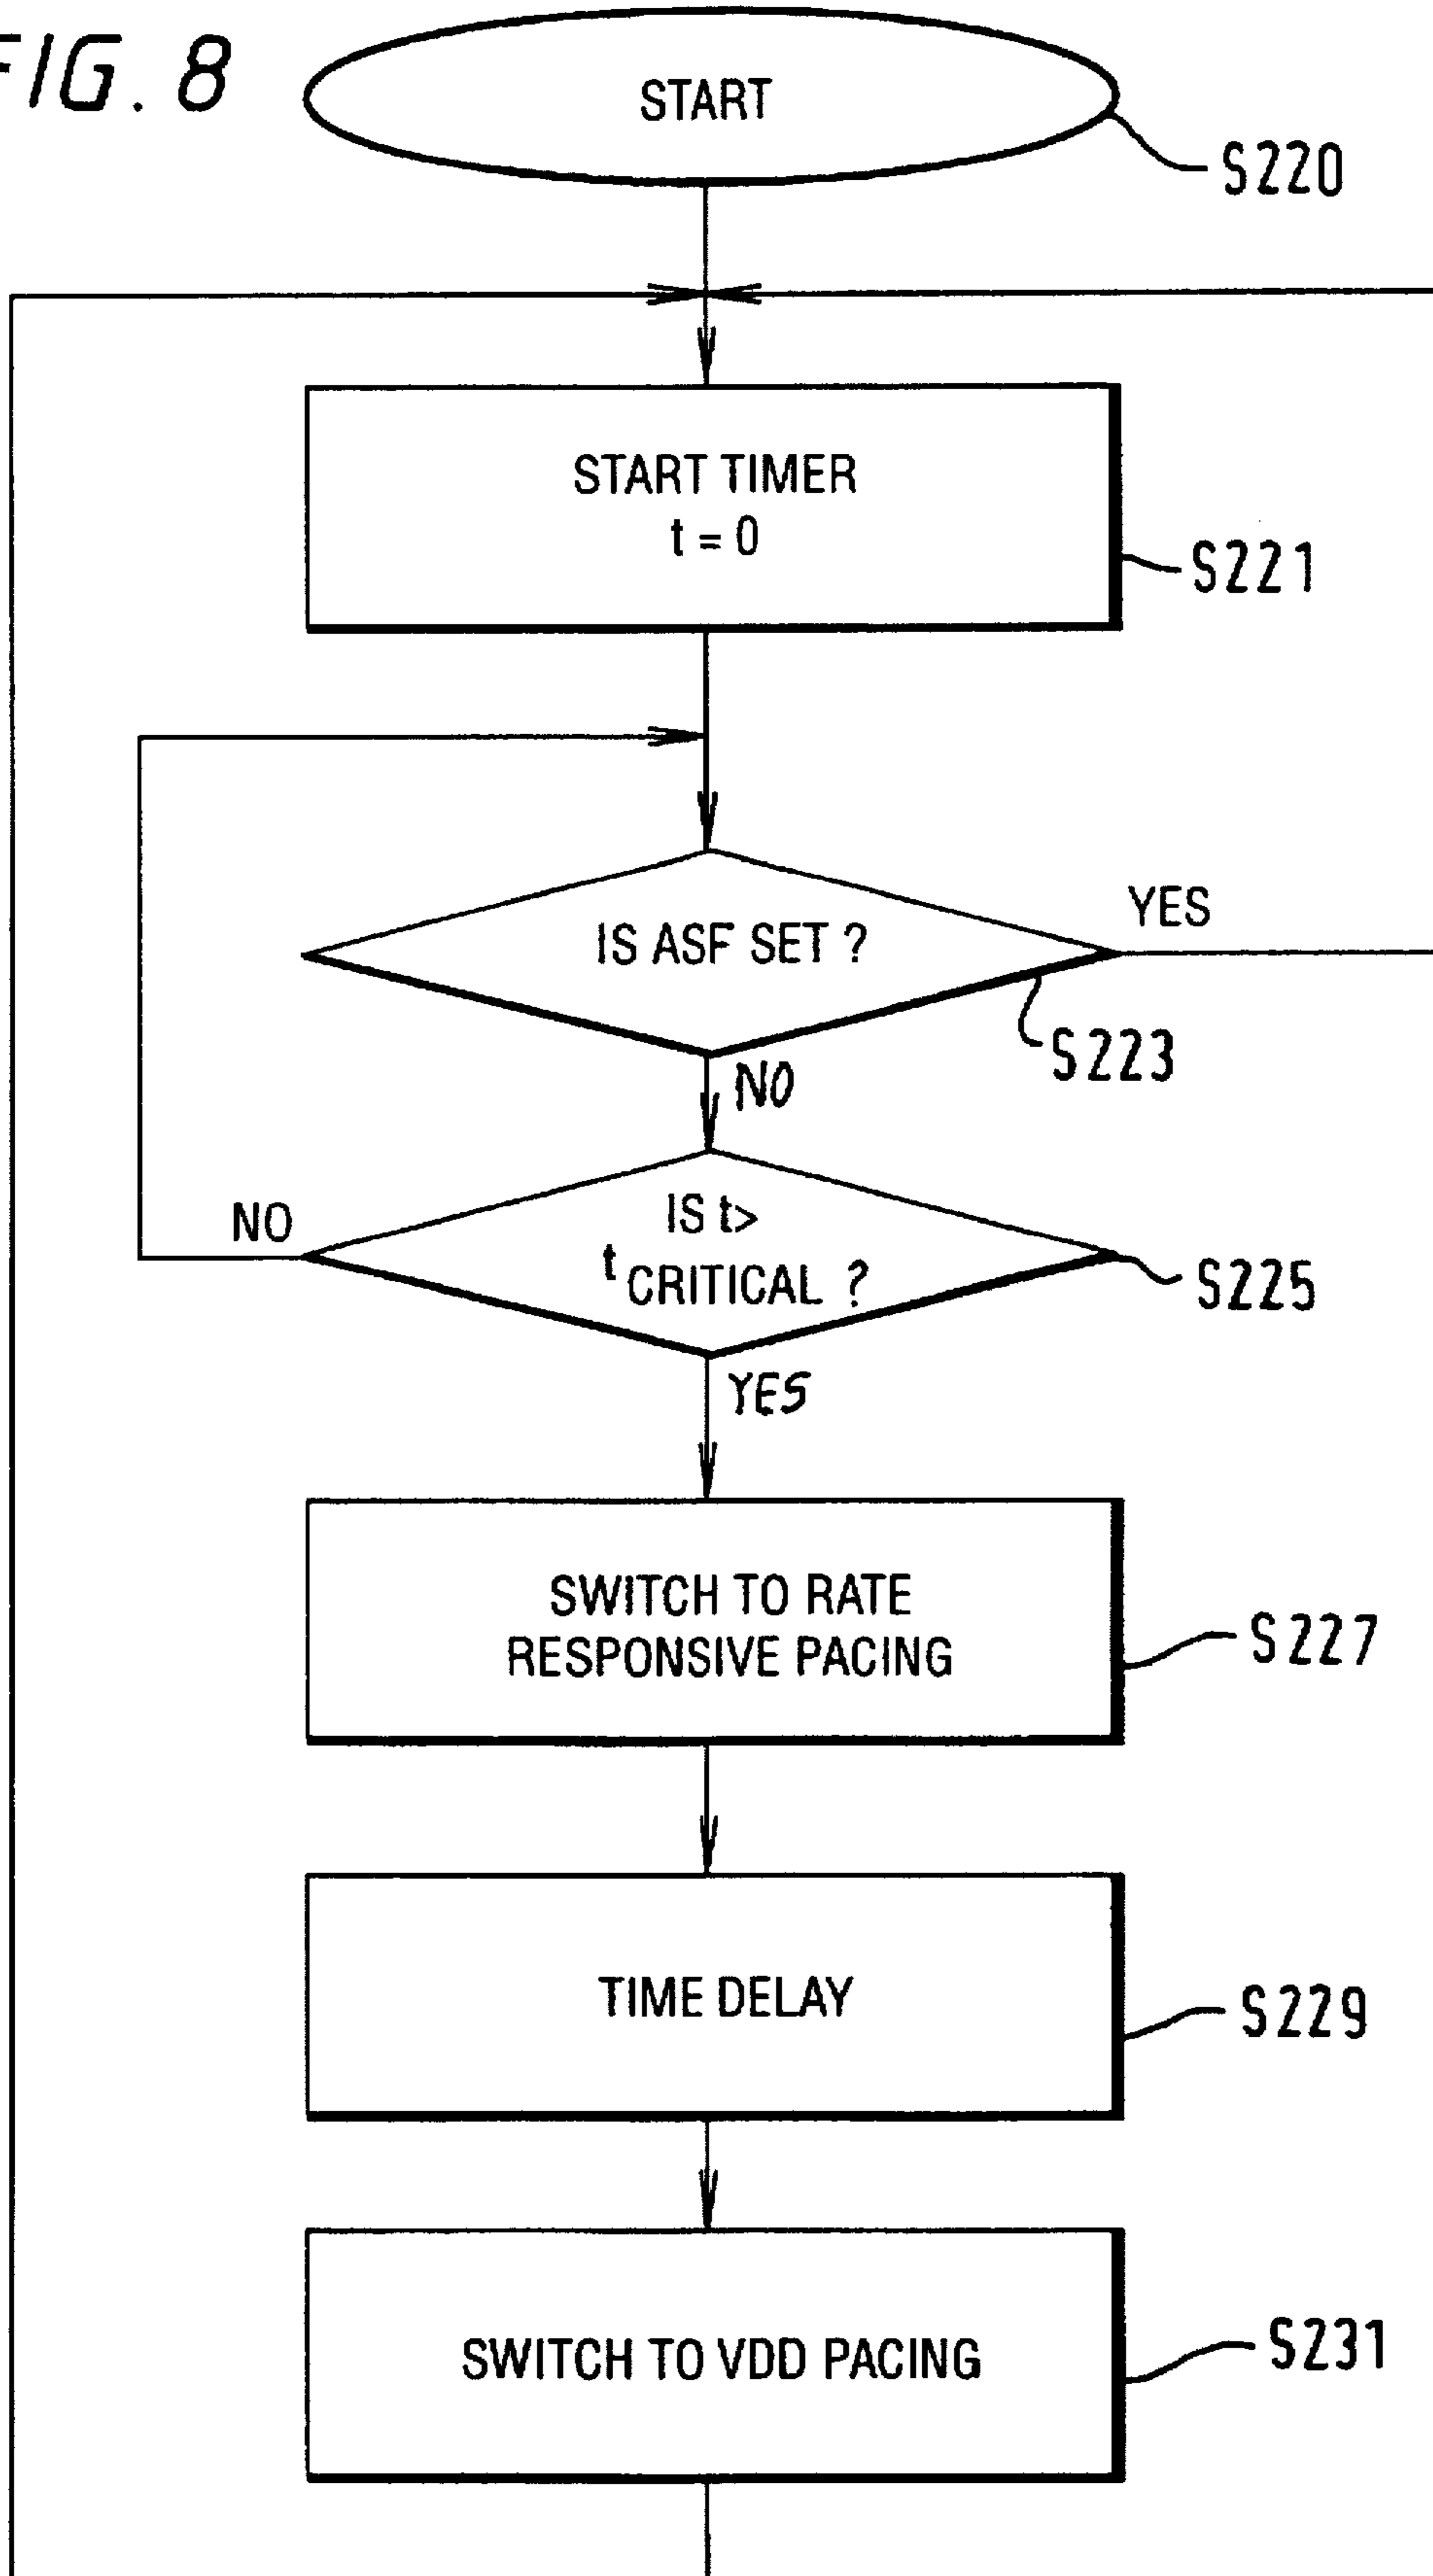 FIG. 8
START
S220
START TIMER
t = 0
S221
IS ASF SET ?
YES
S223
NO
IS t>
t CRITICAL ?
NO
S225
YES
SWITCH TO RATE
RESPONSIVE PACING
S227
TIME DELAY
S229
SWITCH TO VDD PACING
S231